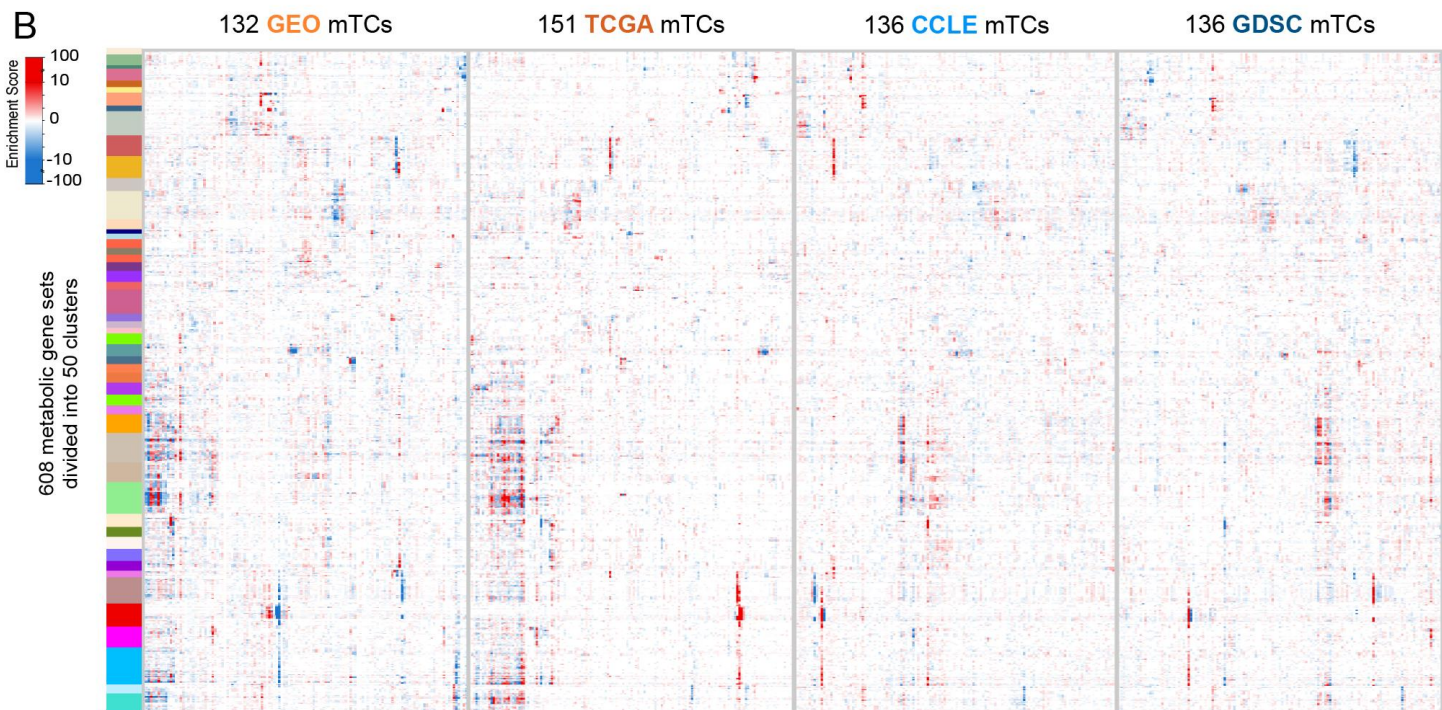 B
132 GEO mTCs
151 TCGA mTCs
136 CCLE mTCs
136 GDSC mTCs
Enrichment Score
100
10
0
-10
-100
608 metabolic gene sets
divided into 50 clusters